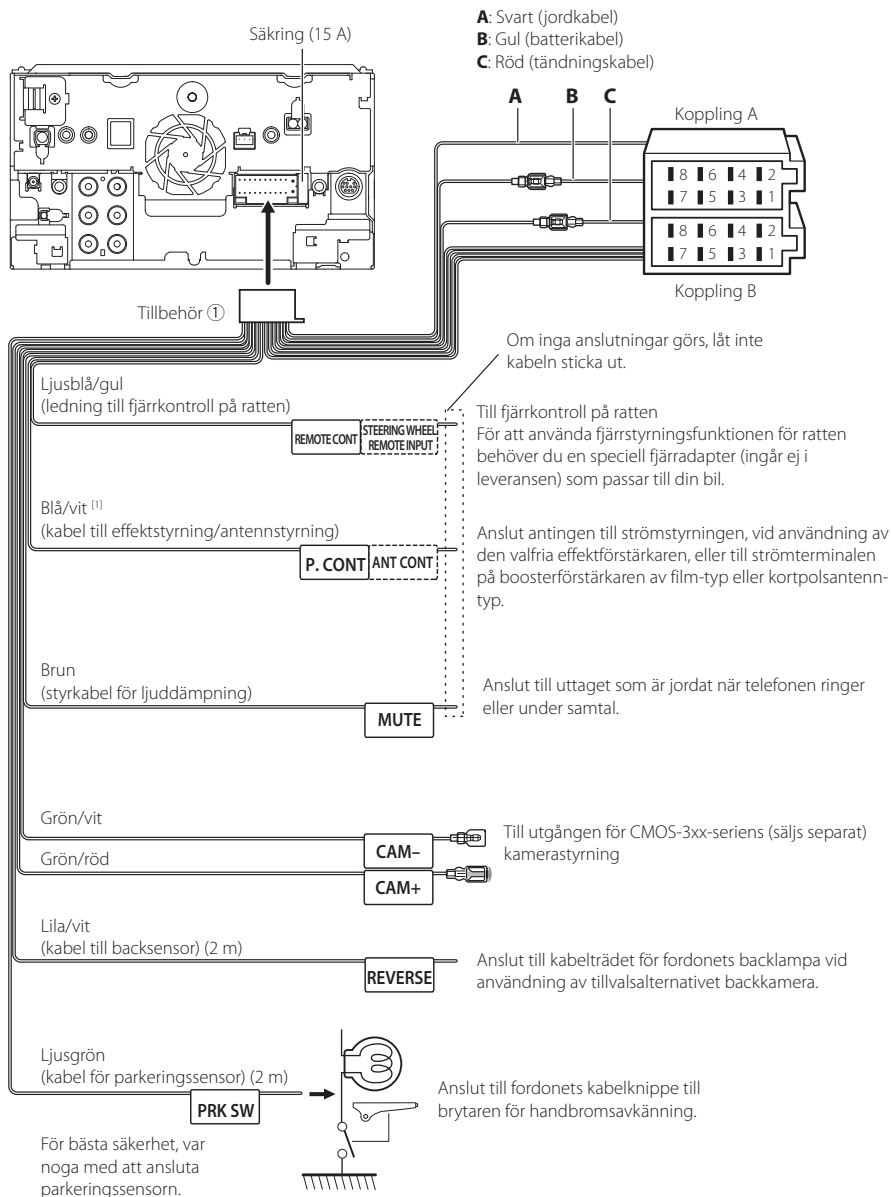 Säkring (15 A)
A: Svart (jordkabel)
B: Gul (batterikabel)
C: Röd (tändningskabel)
A B C
Koppling A
8 6 4 2
7 5 3 1
8 6 4 2
7 5 3 1
Koppling B
Tillbehör ①
Om inga anslutningar görs, låt inte
kabeln sticka ut.
Ljusblå/gul
(ledning till fjärrkontroll på ratten)
REMOTE CONT
STEERING WHEEL
REMOTE INPUT
Till fjärrkontroll på ratten
För att använda fjärrstyrningsfunktionen för ratten
behöver du en speciell fjärradapter (ingår ej i
leveransen) som passar till din bil.
Blå/vit [1]
(kabel till effektstyrning/antennstyrning)
P. CONT
ANT CONT
Anslut antingen till strömstyrningen, vid användning av
den valfria effektförstärkaren, eller till strömterminalen
på boosterförstärkaren av film-typ eller kortpolsantenn-
typ.
Brun
(styrkabel för ljuddämpning)
MUTE
Anslut till uttaget som är jordat när telefonen ringer
eller under samtal.
Grön/vit
CAM–
Grön/röd
CAM+
Till utgången för CMOS-3xx-seriens (säljs separat)
kamerastyrning
Lila/vit
(kabel till backsensor) (2 m)
REVERSE
Anslut till kabelträdet för fordonets backlampa vid
användning av tillvalsalternativet backkamera.
Ljusgrön
(kabel för parkeringssensor) (2 m)
PRK SW
Anslut till fordonets kabelknippe till
brytaren för handbromsavkänning.
För bästa säkerhet, var
noga med att ansluta
parkeringssensorn.